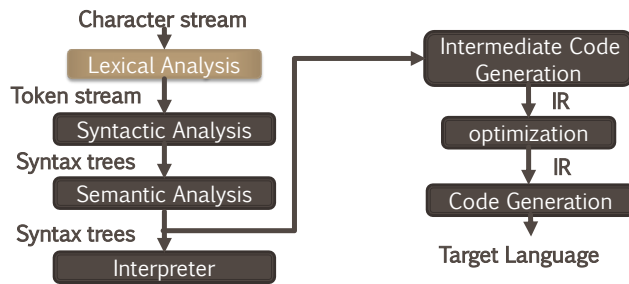 Character stream
Lexical Analysis
Token stream
Syntactic Analysis
Syntax trees
Semantic Analysis
Syntax trees
Interpreter
Intermediate Code
Generation
IR
optimization
IR
Code Generation
Target Language